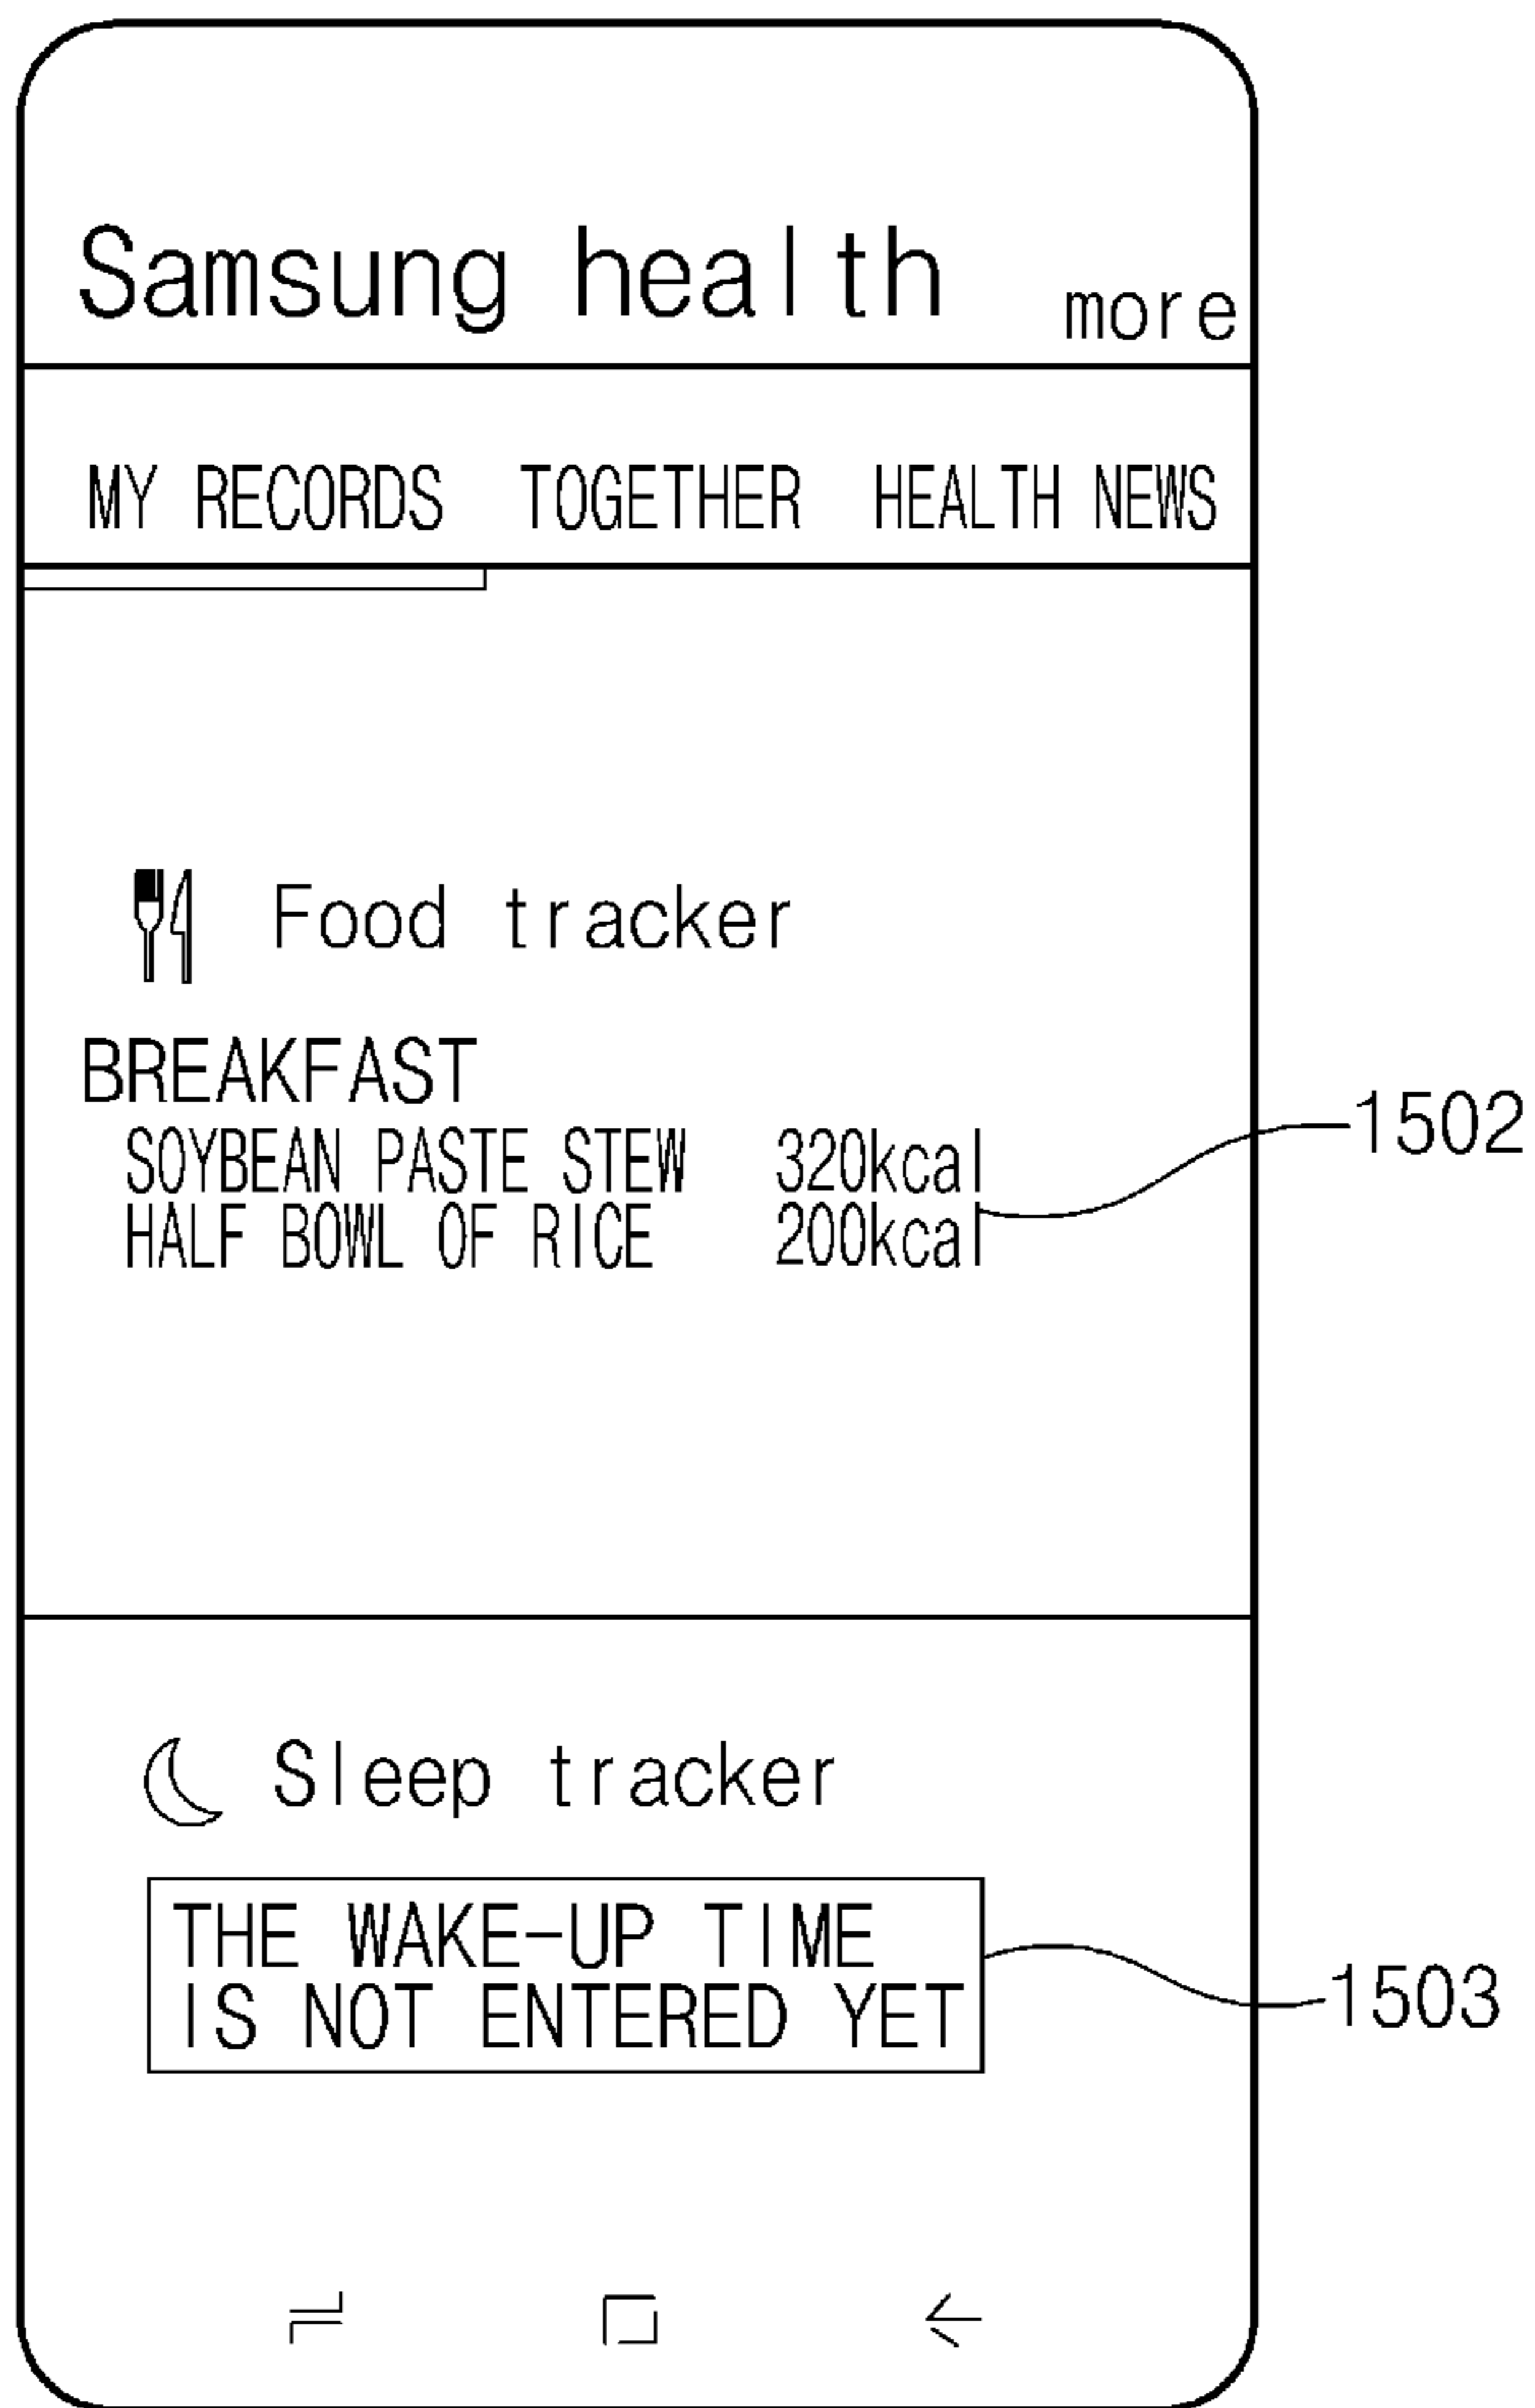 Samsung health more
MY RECORDS TOGETHER HEALTH NEWS
Food tracker
BREAKFAST
SOYBEAN PASTE STEW 320kcal
HALF BOWL OF RICE 200kcal
1502
Sleep tracker
THE WAKE-UP TIME
IS NOT ENTERED YET
1503